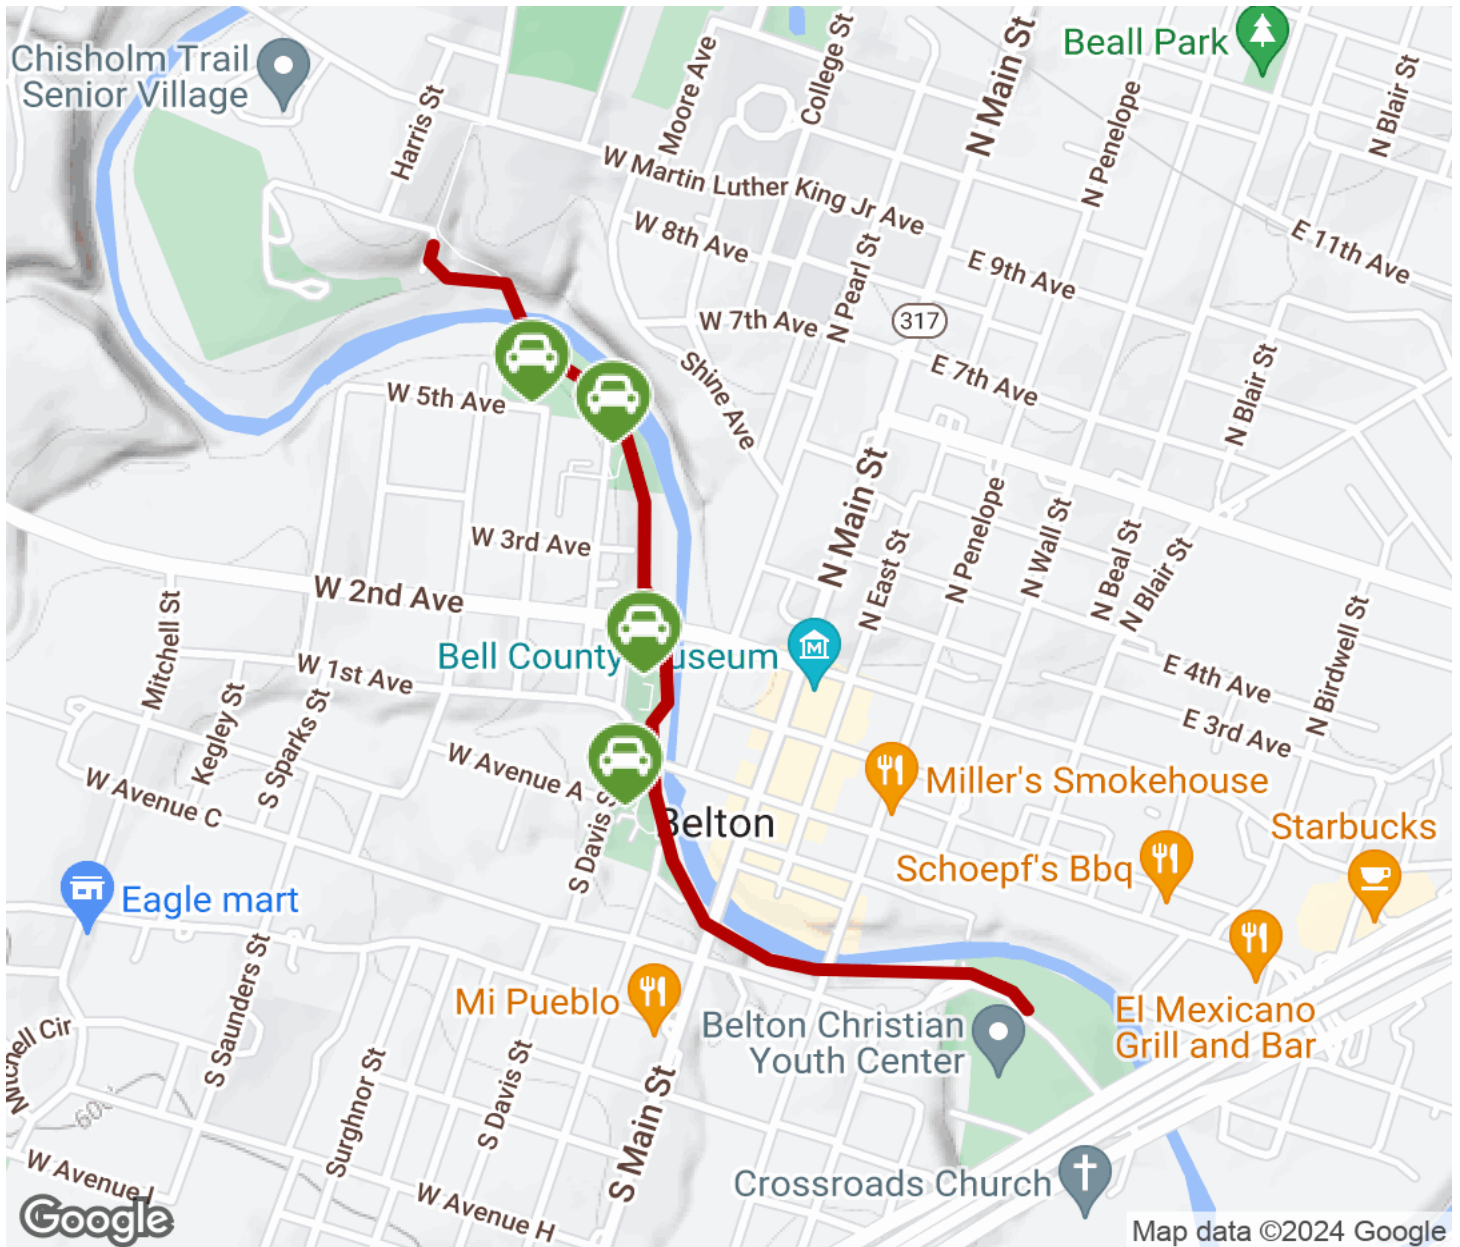 Chisholm Trail
Senior Village
Harris St
Moore Ave
College St
N Main St
Beall Park
N Penelope
N Blair St
W Martin Luther King Jr Ave
W 8th Ave
N Pearl St
E 9th Ave
E 11th Ave
W 7th Ave
317
Shine Ave
E 7th Ave
N Blair St
W 5th Ave
N Main St
W 3rd Ave
N East St
N Penelope
N Wall St
N Beal St
N Blair St
W 2nd Ave
Mitchell St
Bell County Museum
E 4th Ave
N Birdwell St
W 1st Ave
Kegley St
S Sparks St
E 3rd Ave
W Avenue A
W Avenue C
Miller's Smokehouse
Belton
Starbucks
S Davis St
Schoepf's Bbq
Eagle mart
S Saunders St
Mi Pueblo
Belton Christian
Youth Center
El Mexicano
Grill and Bar
Mitchell Cir
Surghnor St
S Davis St
S Main St
600
W Avenue I
W Avenue H
Crossroads Church
Google
Map data ©2024 Google